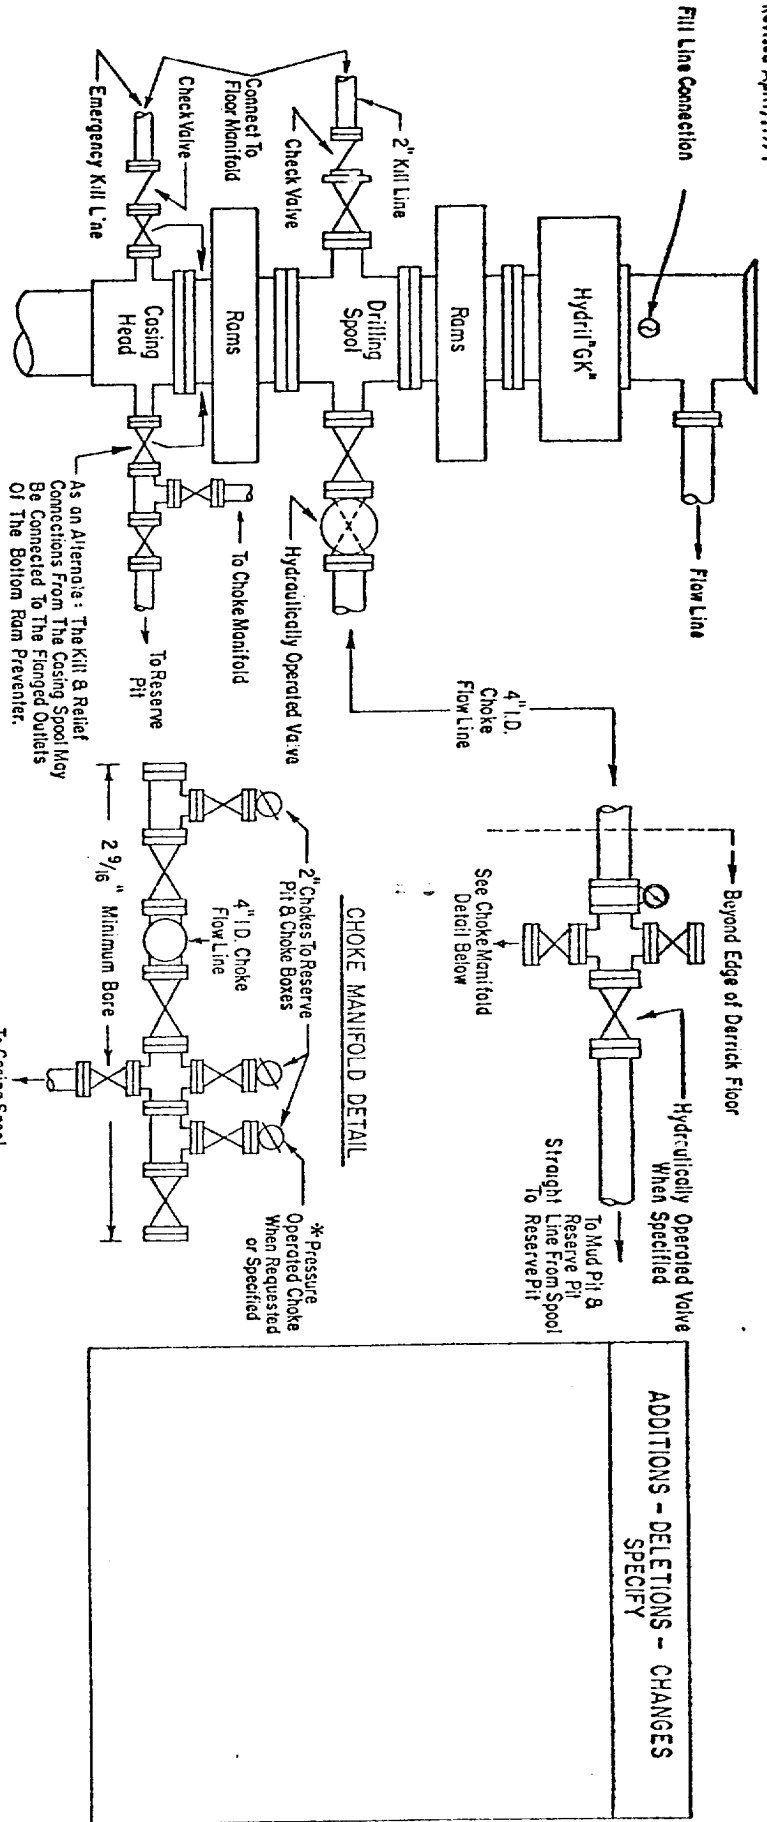 Fill Line Connection
Flow Line
Hydril "GK"
Rams
Drilling
Spool
2" Kill Line
Check Valve
Connect To
Floor Manifold
Check Valve
Emergency Kill Line
Rams
Casing
Head
Hydraulically Operated Valve
To Choke Manifold
To Reserve
Pit
As an Alternate: The Kill & Relief
Connections From The Casing Spool May
Be Connected To The Flanged Outlets
Of The Bottom Ram Preventer.
4" I.D.
Choke
Flow Line
Beyond Edge of Derrick Floor
See Choke Manifold
Detail Below
Hydraulically Operated Valve
When Specified
To Mud Pit &
Reserve Pit
Straight Line From Spool
To Reserve Pit
CHOKE MANIFOLD DETAIL
2" Chokes To Reserve
Pit & Choke Boxes
4" I.D. Choke
Flow Line
2 9/16" Minimum Bore
*Pressure
Operated Choke
When Requested
or Specified
To Casing Spool
ADDITIONS - DELETIONS - CHANGES
SPECIFY